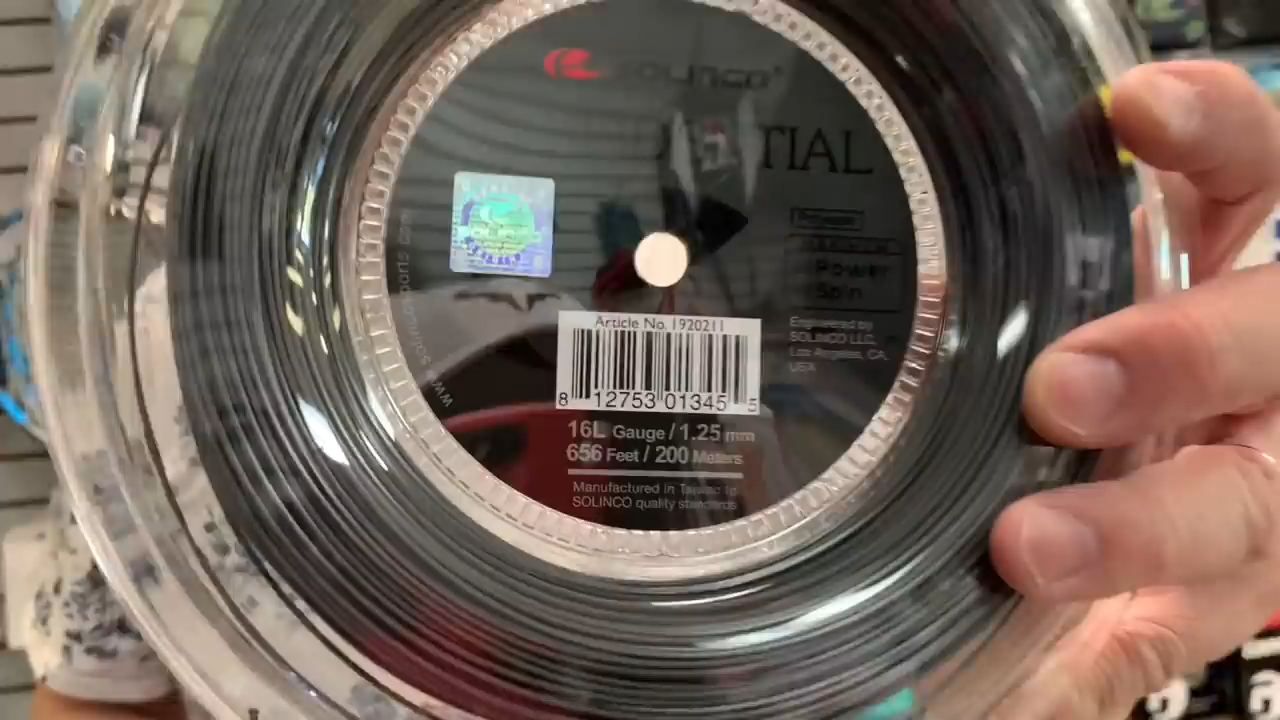 SOLINCO
TIAL
Power
Spin
Engineered by
SOLINCO LLC,
Los Angeles, CA,
USA
Article No. 1920211
8 12753 01345 5
16L Gauge / 1.25 mm
656 Feet / 200 Meters
Manufactured in Taiwan to
SOLINCO quality standards